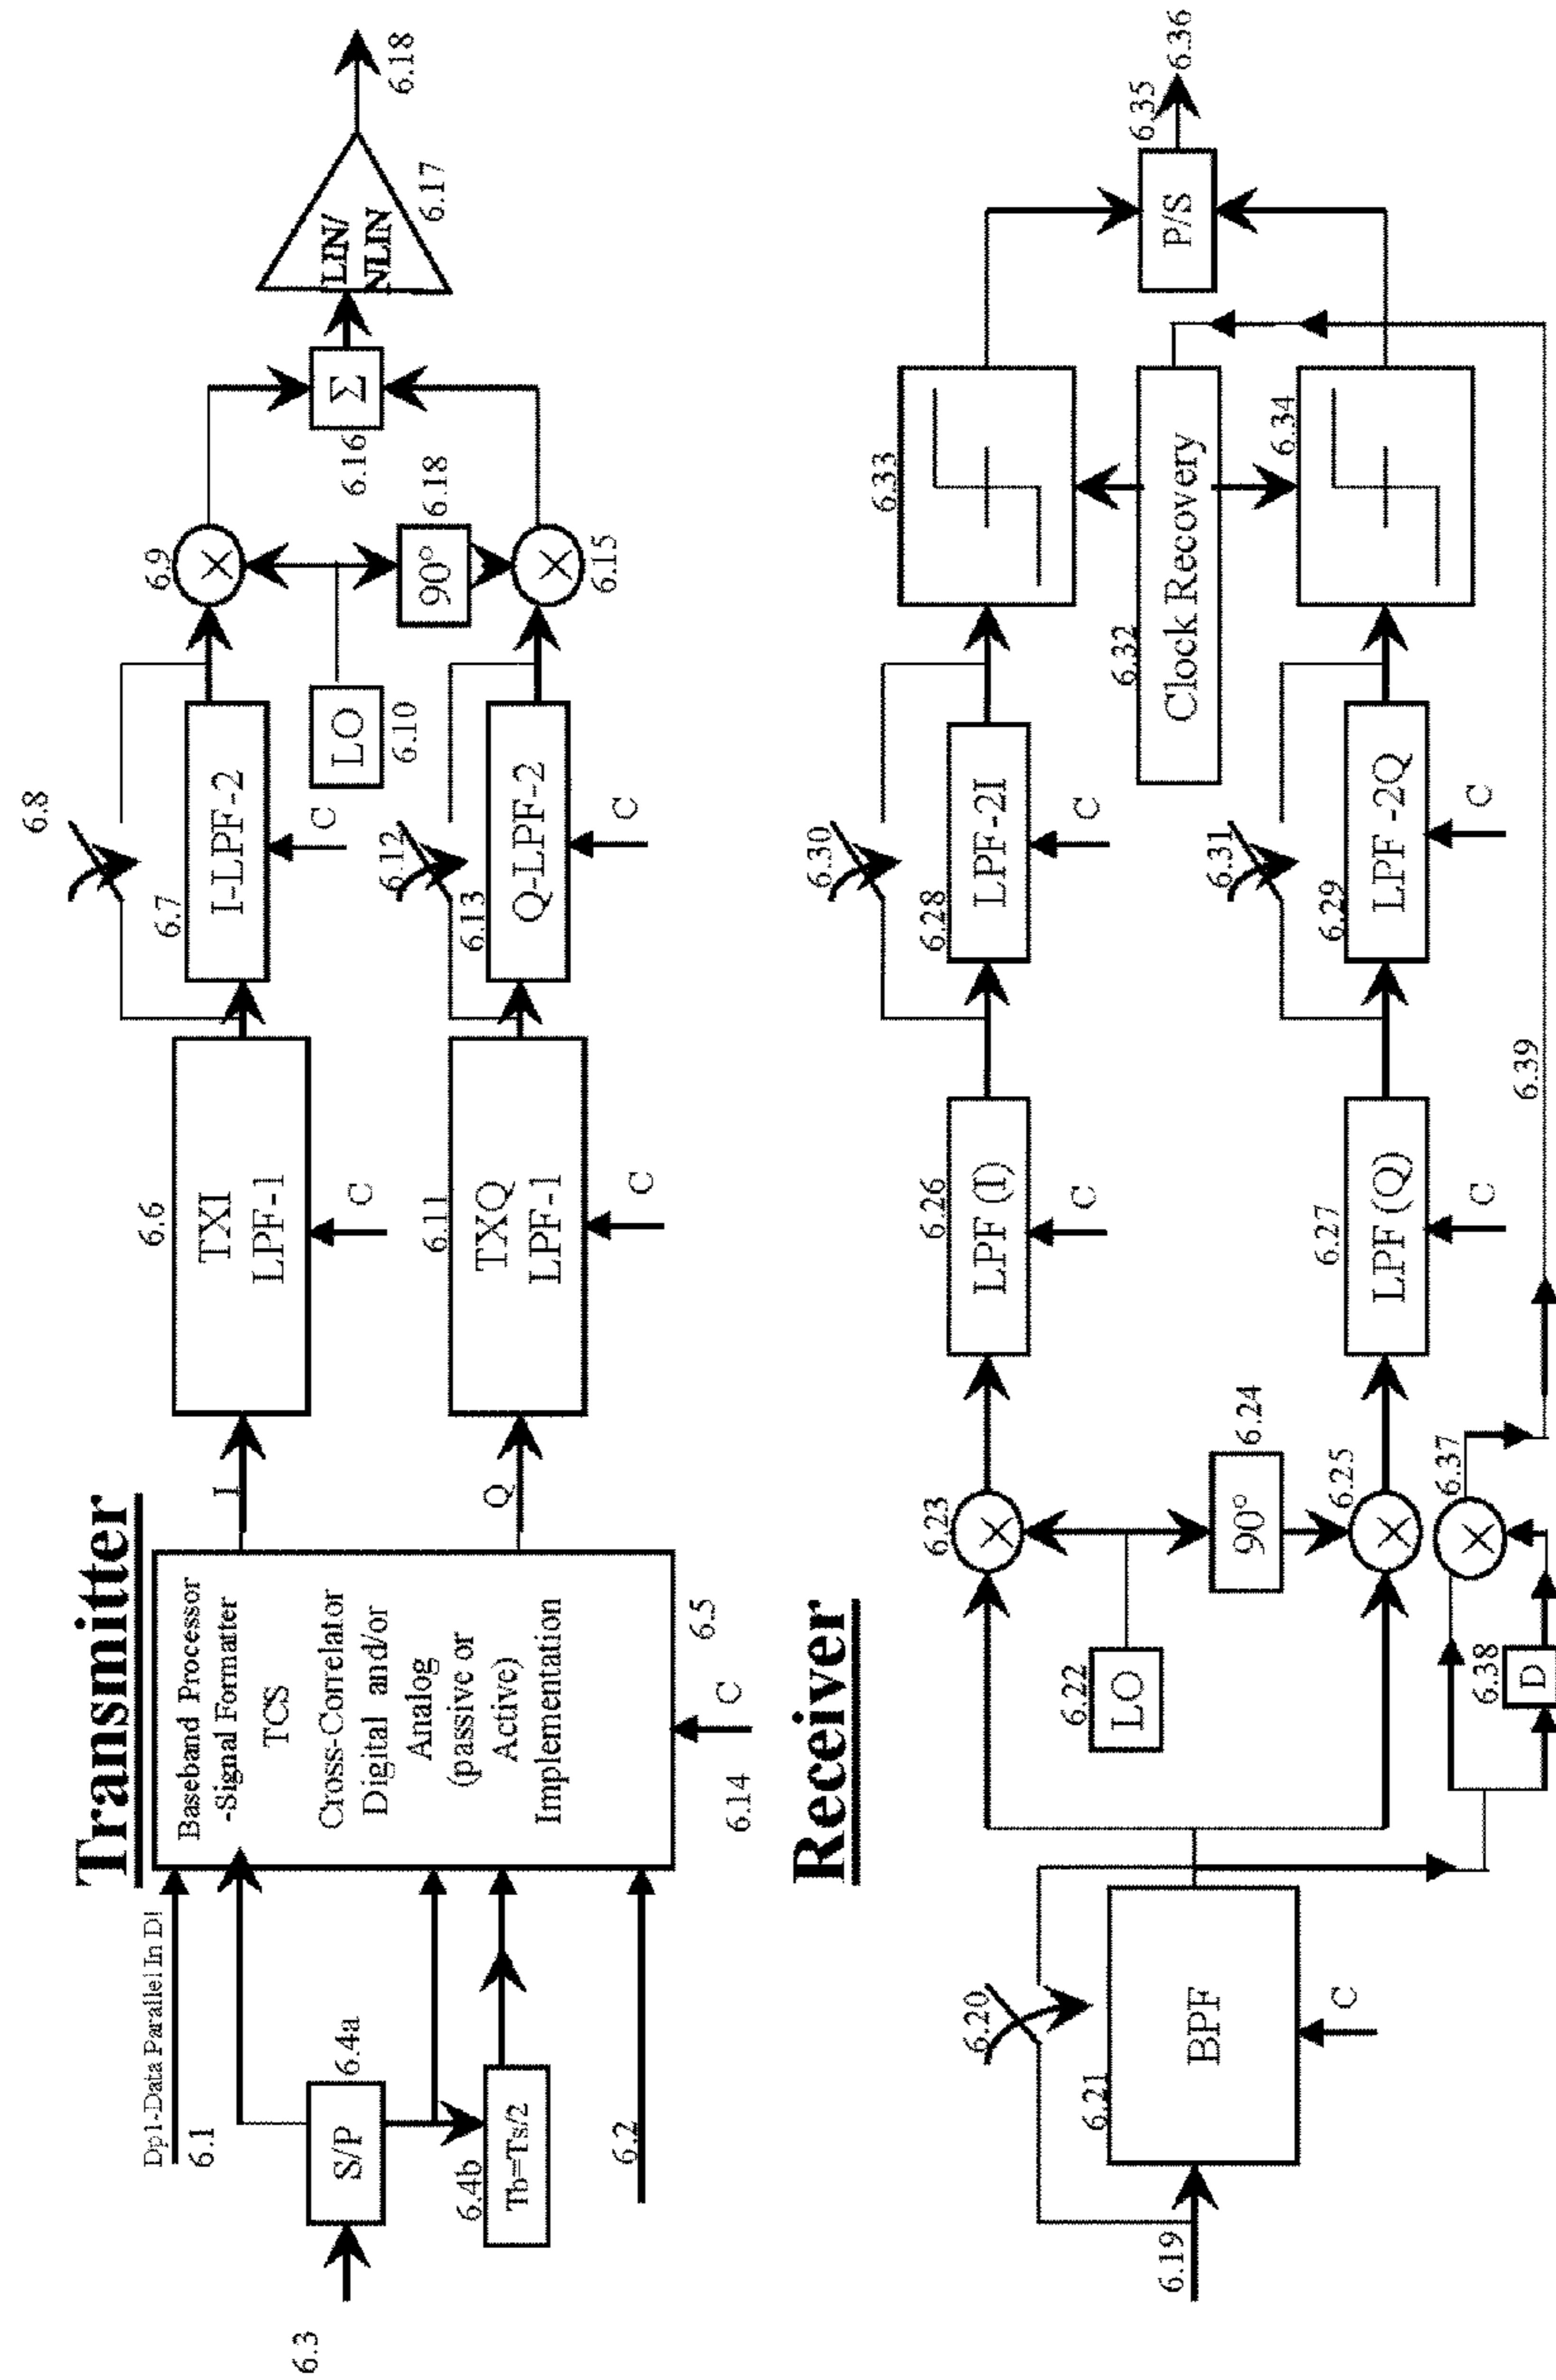 Transmitter
Dp1-Data Parallel In D!
6.1
6.3
S/P
6.4a
6.4b
Tb=Ts/2
6.2
Baseband Processor
-Signal Formatter
TCS
Cross-Correlator
Digital and/or
Analog
(passive or
Active)
Implementation
6.5
C
6.14
I
Q
6.6
TXI
LPF-1
C
6.11
TXQ
LPF-1
C
6.8
6.7
I-LPF-2
C
6.12
6.13
Q-LPF-2
C
6.9
LO
6.10
90°
6.18
6.15
Σ
6.16
LIN/
NLIN
6.17
6.18
Receiver
6.19
6.20
6.21
BPF
C
6.22
LO
6.23
90°
6.24
6.25
6.37
6.38
D
6.26
LPF (I)
C
6.27
LPF (Q)
C
6.39
6.30
6.28
LPF-2I
C
6.31
6.29
LPF -2Q
C
6.32
Clock Recovery
6.33
6.34
P/S
6.35
6.36